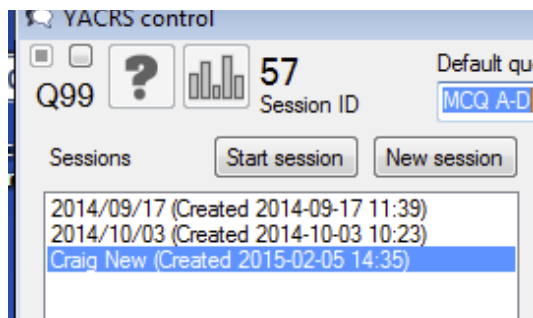 YACRS control
Q99
57
Session ID
Default qu
MCQ A-D
Sessions
Start session
New session
2014/09/17 (Created 2014-09-17 11:39)
2014/10/03 (Created 2014-10-03 10:23)
Craig New (Created 2015-02-05 14:35)